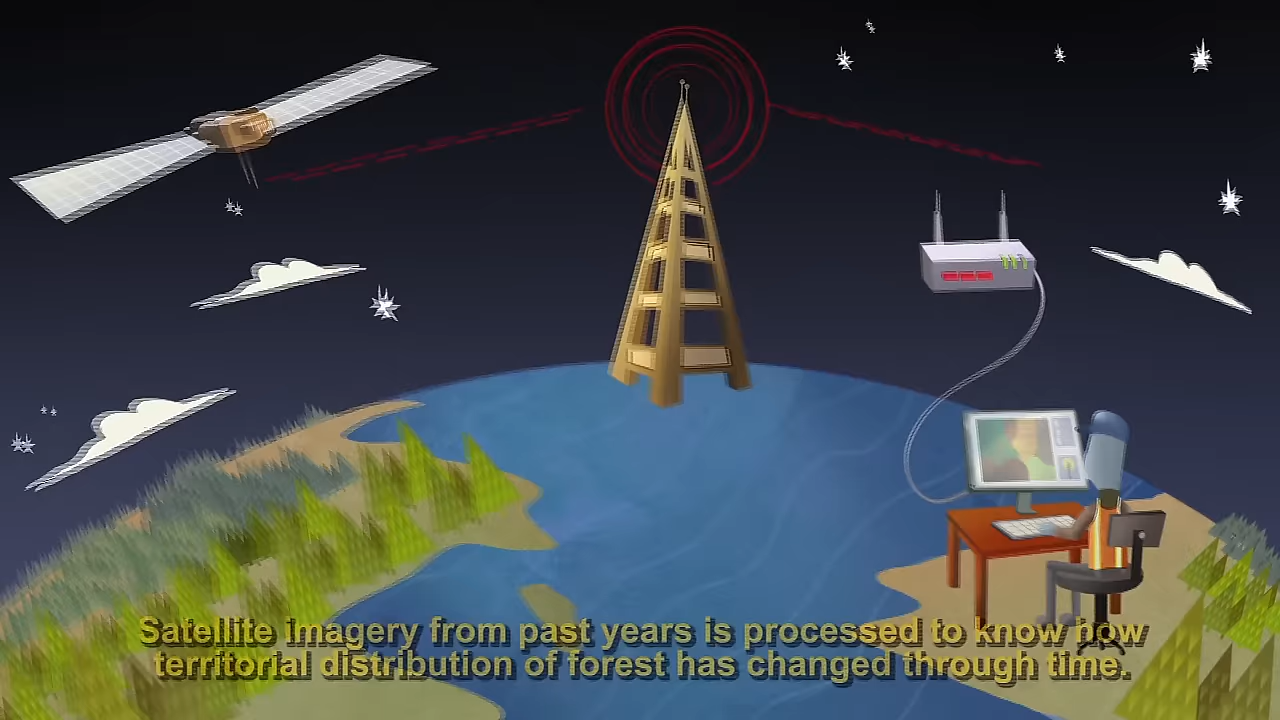 Satellite imagery from past years is processed to know how
territorial distribution of forest has changed through time.